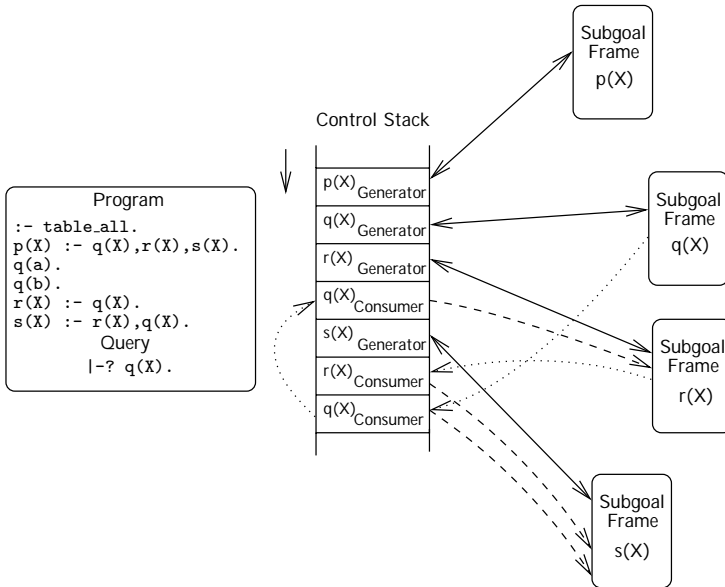 Program
:- table_all.
p(X) :- q(X),r(X),s(X).
q(a).
q(b).
r(X) :- q(X).
s(X) :- r(X),q(X).
Query
|-? q(X).
Control Stack
p(X) Generator
q(X) Generator
r(X) Generator
q(X) Consumer
s(X) Generator
r(X) Consumer
q(X) Consumer
Subgoal
Frame
p(X)
Subgoal
Frame
q(X)
Subgoal
Frame
r(X)
Subgoal
Frame
s(X)